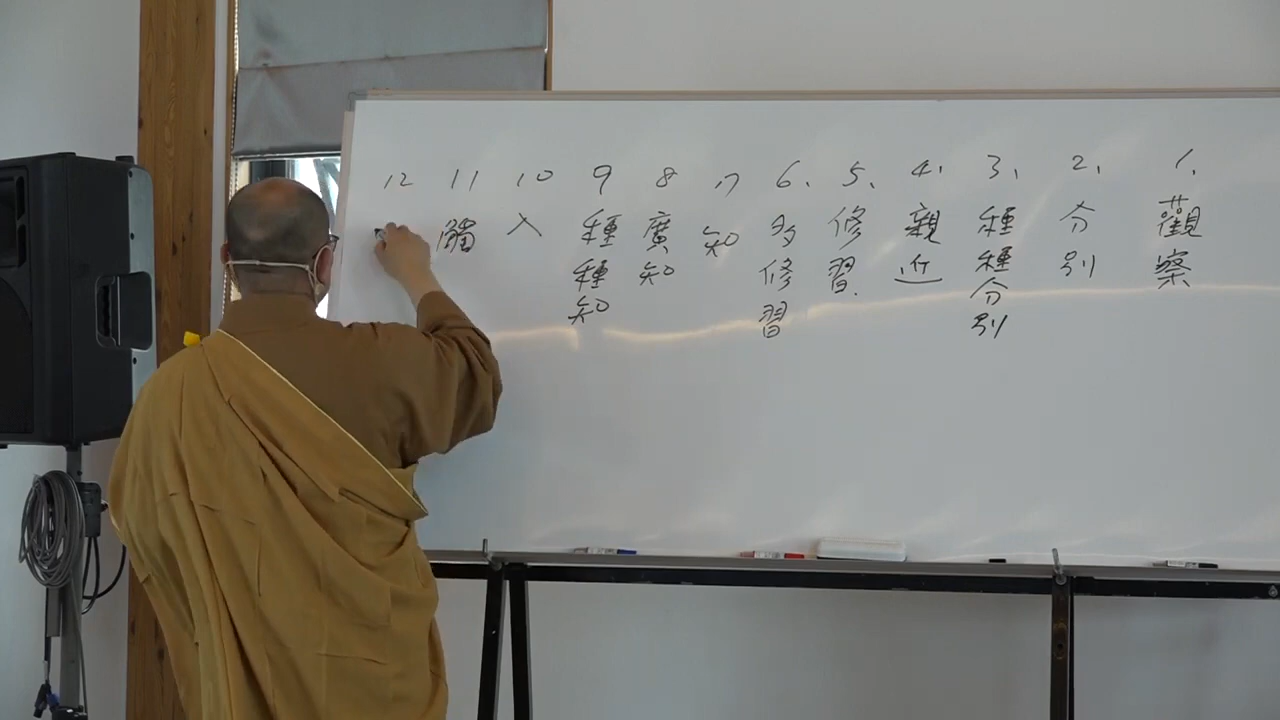 1、觀察
2、分別
3、種種分別
4、親近
5、修習
6、多修習
7、知
8 廣知
9 種種知
10 入
11 觸
12